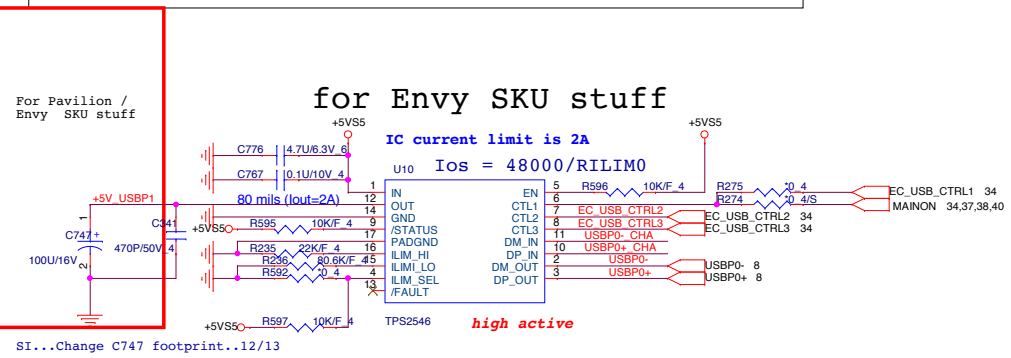 For Pavilion /
Envy SKU stuff
for Envy SKU stuff
+5VS5
+5VS5
IC current limit is 2A
Ios = 48000/RILIM0
C776
4.7U/6.3V_6
C767
0.1U/10V_4
U10
+5V_USBP1
80 mils (Iout=2A)
1
IN
12
OUT
14
GND
9
/STATUS
17
PADGND
16
ILIM_HI
15
ILIM_LO
4
ILIM_SEL
13
/FAULT
EN
5
CTL1
6
CTL2
7
CTL3
8
DM_IN
11
DP_IN
10
DM_OUT
2
DP_OUT
3
R596
10K/F_4
R275
*0_4
R274
*0_4/S
EC_USB_CTRL1 34
MAINON 34,37,38,40
EC_USB_CTRL2
EC_USB_CTRL2 34
EC_USB_CTRL3
EC_USB_CTRL3 34
USBP0-_CHA
USBP0+_CHA
USBP0-
USBP0- 8
USBP0+
USBP0+ 8
1
C747
+
2
100U/16V
C341
470P/50V_4
+5VS5
R595
10K/F_4
R235
22K/F_4
R236
80.6K/F_4
R592
*0_4
+5VS5
R597
10K/F_4
TPS2546
high active
SI...Change C747 footprint..12/13